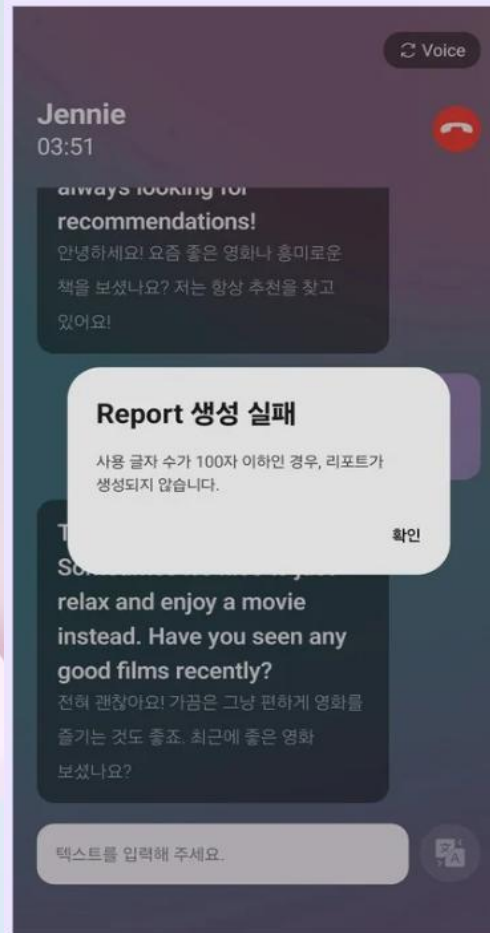 Voice
Jennie
03:51
always looking for
recommendations!
안녕하세요! 요즘 좋은 영화나 흥미로운
책을 보셨나요? 저는 항상 추천을 찾고
있어요!
Report 생성 실패
사용 글자 수가 100자 이하인 경우, 리포트가
생성되지 않습니다.
확인
relax and enjoy a movie
instead. Have you seen any
good films recently?
전혀 괜찮아요! 가끔은 그냥 편하게 영화를
즐기는 것도 좋죠. 최근에 좋은 영화
보셨나요?
텍스트를 입력해 주세요.